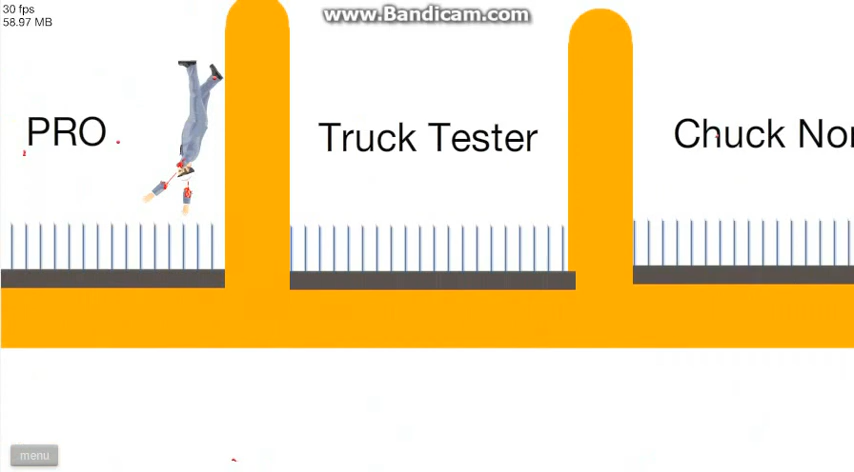 30 fps
58.97 MB
www.Bandicam.com
PRO
Truck Tester
Chuck Nor
menu